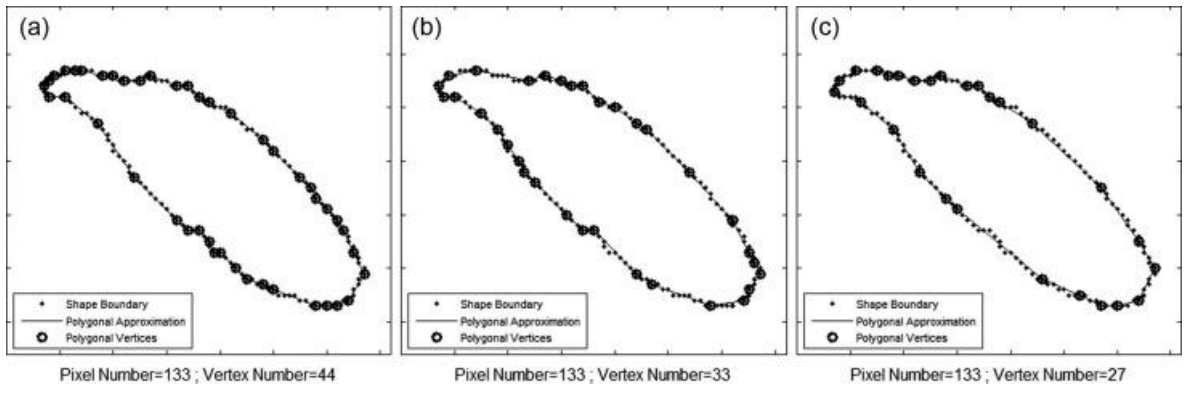 (a)
Shape Boundary
Polygonal Approximation
Polygonal Vertices
Pixel Number=133 ; Vertex Number=44
(b)
Shape Boundary
Polygonal Approximation
Polygonal Vertices
Pixel Number=133 ; Vertex Number=33
(c)
Shape Boundary
Polygonal Approximation
Polygonal Vertices
Pixel Number=133 ; Vertex Number=27